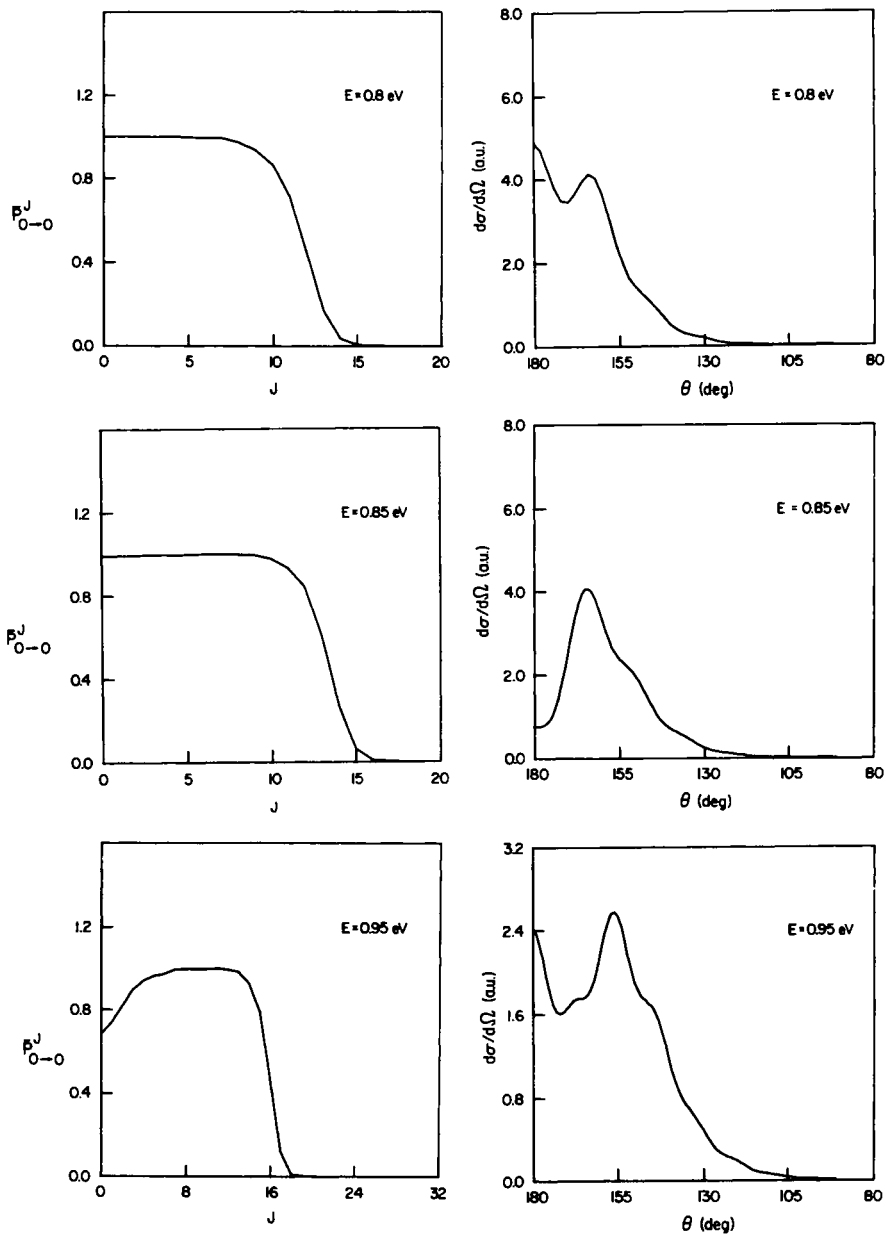 1.2
0.8
0.4
0.0
P̄ᴶ₀→₀
E = 0.8 eV
0 5 10 15 20
J
8.0
6.0
4.0
2.0
0.0
dσ/dΩ (a.u.)
E = 0.8 eV
180 155 130 105 80
θ (deg)
1.2
0.8
0.4
0.0
P̄ᴶ₀→₀
E = 0.85 eV
0 5 10 15 20
J
8.0
6.0
4.0
2.0
0.0
dσ/dΩ (a.u.)
E = 0.85 eV
180 155 130 105 80
θ (deg)
1.2
0.8
0.4
0.0
P̄ᴶ₀→₀
E = 0.95 eV
0 8 16 24 32
J
3.2
2.4
1.6
0.8
0.0
dσ/dΩ (a.u.)
E = 0.95 eV
180 155 130 105 80
θ (deg)